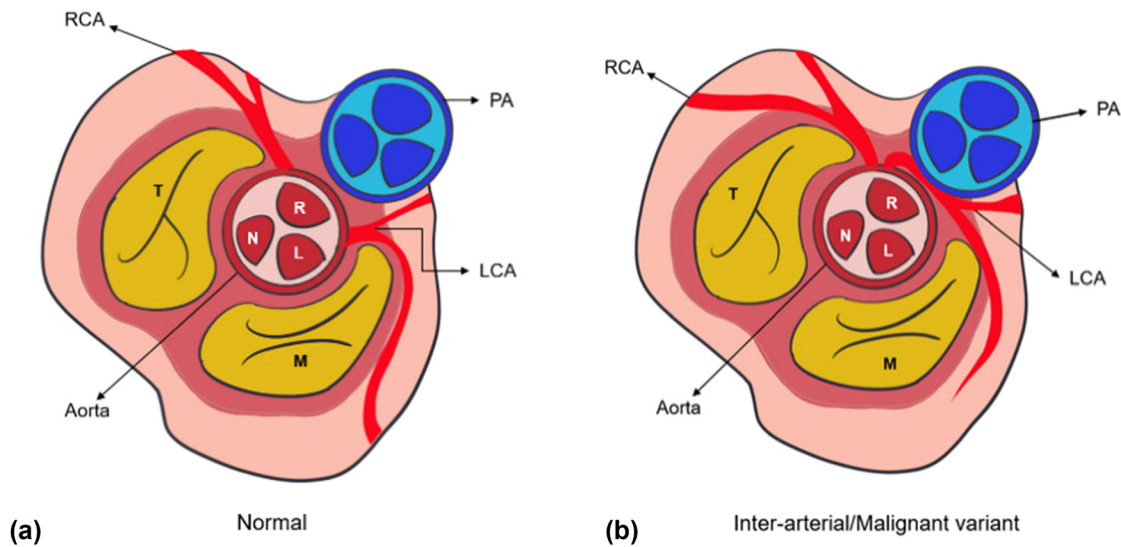 RCA
PA
T
R
N
L
LCA
M
Aorta
(a)
Normal
RCA
PA
T
R
N
L
LCA
M
Aorta
(b)
Inter-arterial/Malignant variant